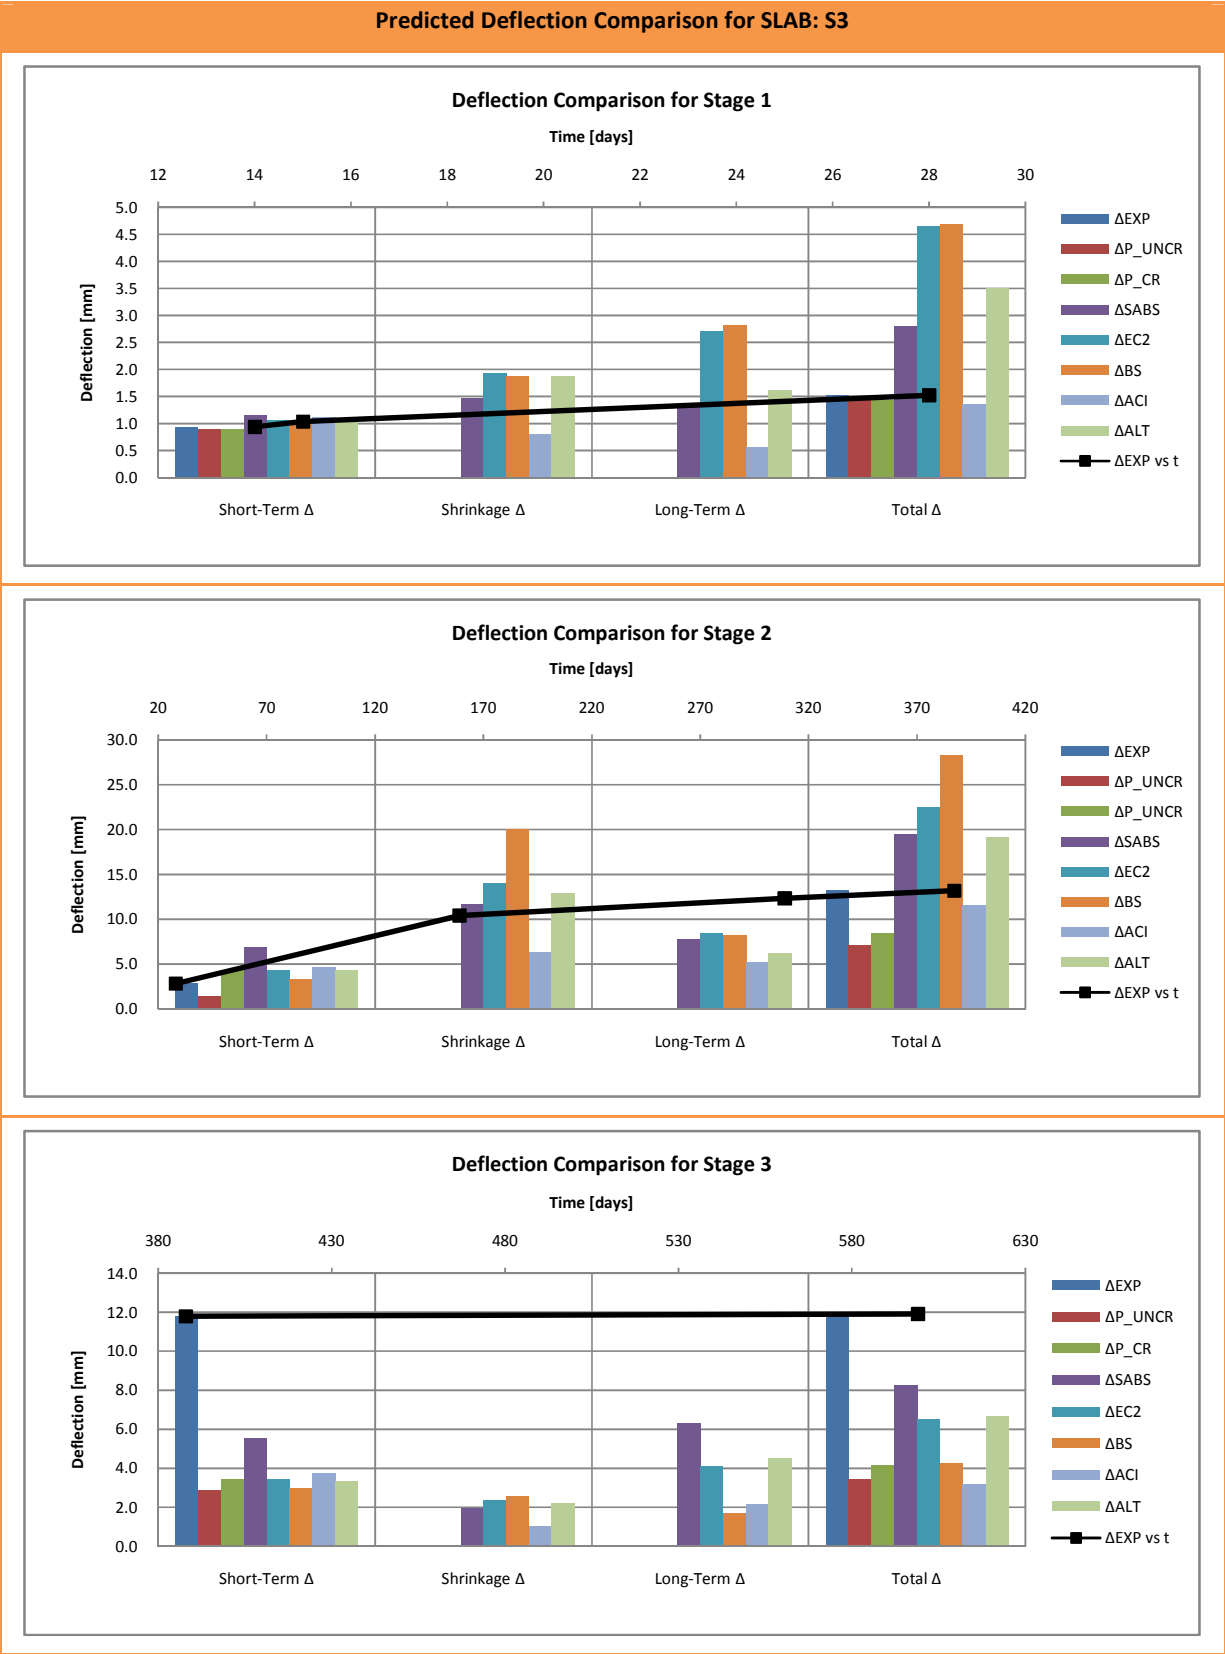 Predicted Deflection Comparison for SLAB: S3
Deflection Comparison for Stage 1
Time [days]
12 14 16 18 20 22 24 26 28 30
5.0
4.5
4.0
3.5
3.0
2.5
2.0
1.5
1.0
0.5
0.0
Deflection [mm]
Short-Term Δ Shrinkage Δ Long-Term Δ Total Δ
ΔEXP
ΔP_UNCR
ΔP_CR
ΔSABS
ΔEC2
ΔBS
ΔACI
ΔALT
ΔEXP vs t
Deflection Comparison for Stage 2
Time [days]
20 70 120 170 220 270 320 370 420
30.0
25.0
20.0
15.0
10.0
5.0
0.0
Deflection [mm]
Short-Term Δ Shrinkage Δ Long-Term Δ Total Δ
ΔEXP
ΔP_UNCR
ΔP_UNCR
ΔSABS
ΔEC2
ΔBS
ΔACI
ΔALT
ΔEXP vs t
Deflection Comparison for Stage 3
Time [days]
380 430 480 530 580 630
14.0
12.0
10.0
8.0
6.0
4.0
2.0
0.0
Deflection [mm]
Short-Term Δ Shrinkage Δ Long-Term Δ Total Δ
ΔEXP
ΔP_UNCR
ΔP_CR
ΔSABS
ΔEC2
ΔBS
ΔACI
ΔALT
ΔEXP vs t